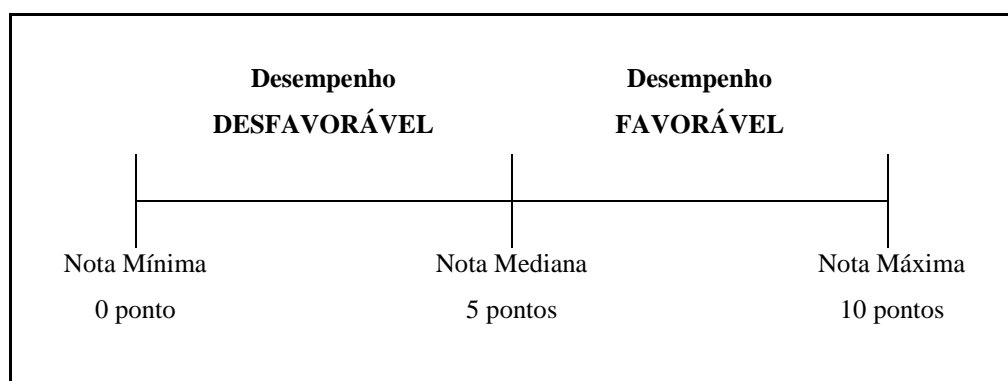 Desempenho
DESFAVORÁVEL
Desempenho
FAVORÁVEL
Nota Mínima
0 ponto
Nota Mediana
5 pontos
Nota Máxima
10 pontos